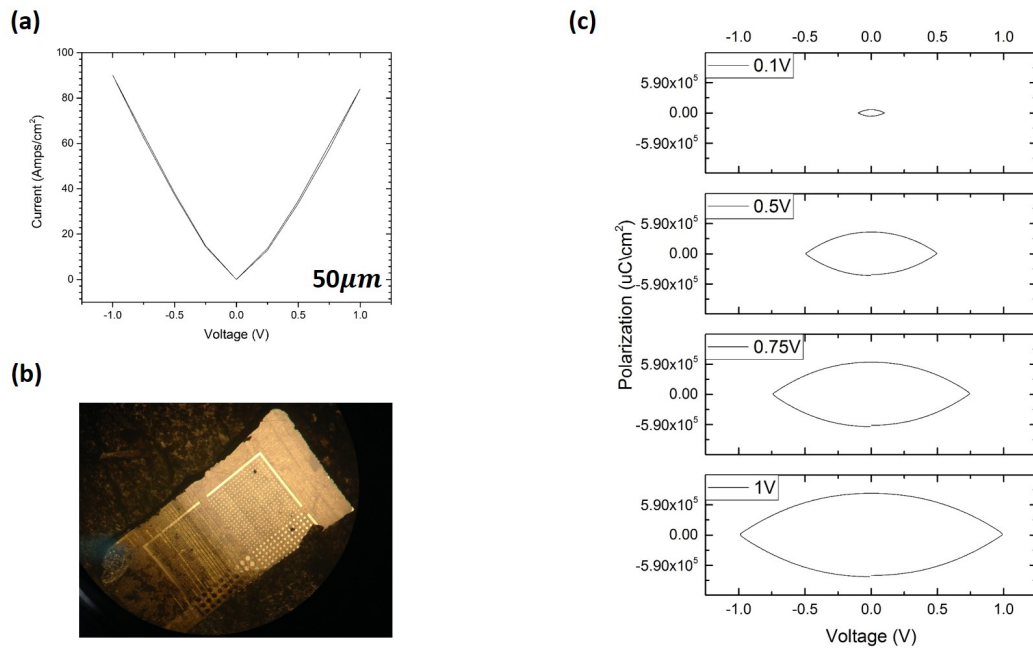 (a)
100
80
60
40
20
0
Current (Amps/cm²)
-1.0 -0.5 0.0 0.5 1.0
Voltage (V)
50μm
(b)
(c)
-1.0 -0.5 0.0 0.5 1.0
0.1V
5.90x10⁵
0.00
-5.90x10⁵
0.5V
5.90x10⁵
0.00
-5.90x10⁵
0.75V
5.90x10⁵
0.00
-5.90x10⁵
1V
5.90x10⁵
0.00
-5.90x10⁵
Polarization (uC\cm²)
-1.0 -0.5 0.0 0.5 1.0
Voltage (V)